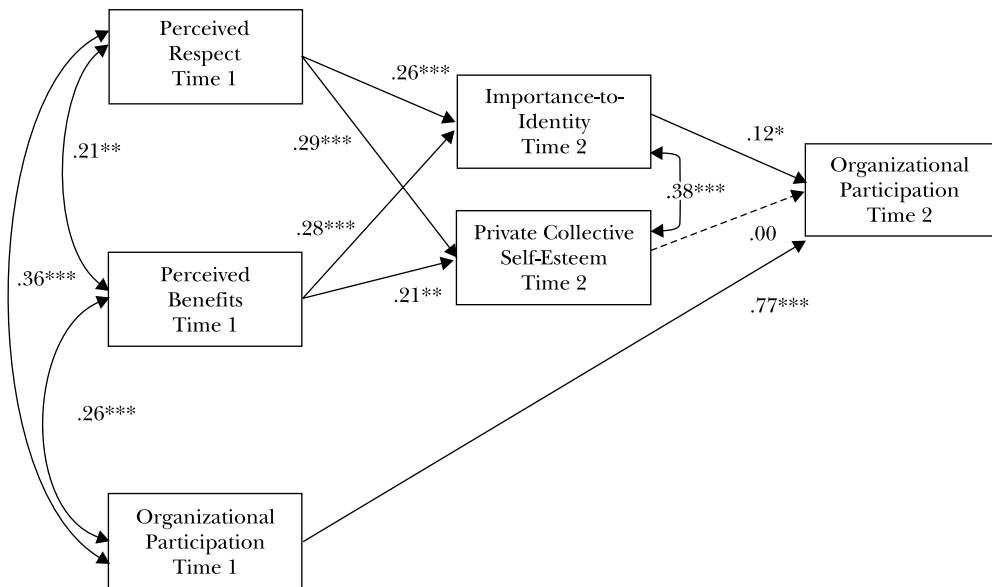 Perceived
Respect
Time 1
.26***
Importance-to-
Identity
Time 2
.12*
.29***
.21**
Organizational
Participation
Time 2
.38***
.28***
Private Collective
Self-Esteem
Time 2
.00
.36***
Perceived
Benefits
Time 1
.21**
.77***
.26***
Organizational
Participation
Time 1